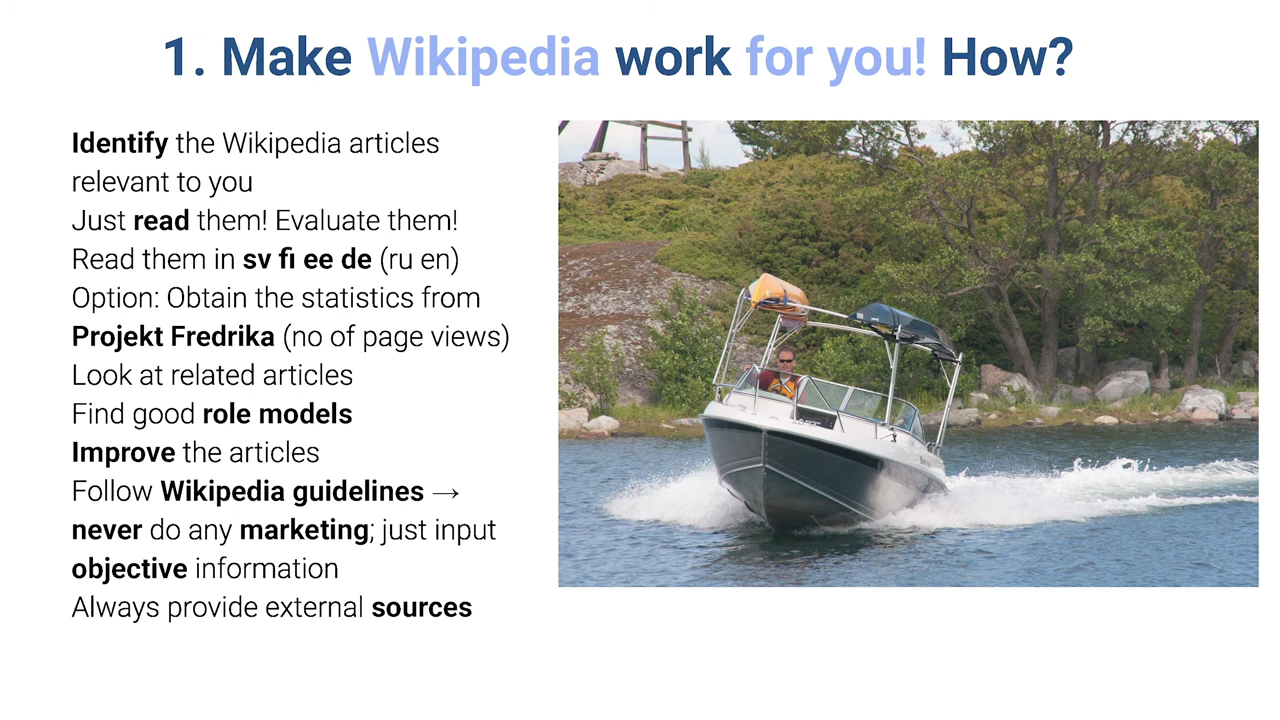 1. Make Wikipedia work for you! How?
Identify the Wikipedia articles
relevant to you
Just read them! Evaluate them!
Read them in sv fi ee de (ru en)
Option: Obtain the statistics from
Projekt Fredrika (no of page views)
Look at related articles
Find good role models
Improve the articles
Follow Wikipedia guidelines →
never do any marketing; just input
objective information
Always provide external sources